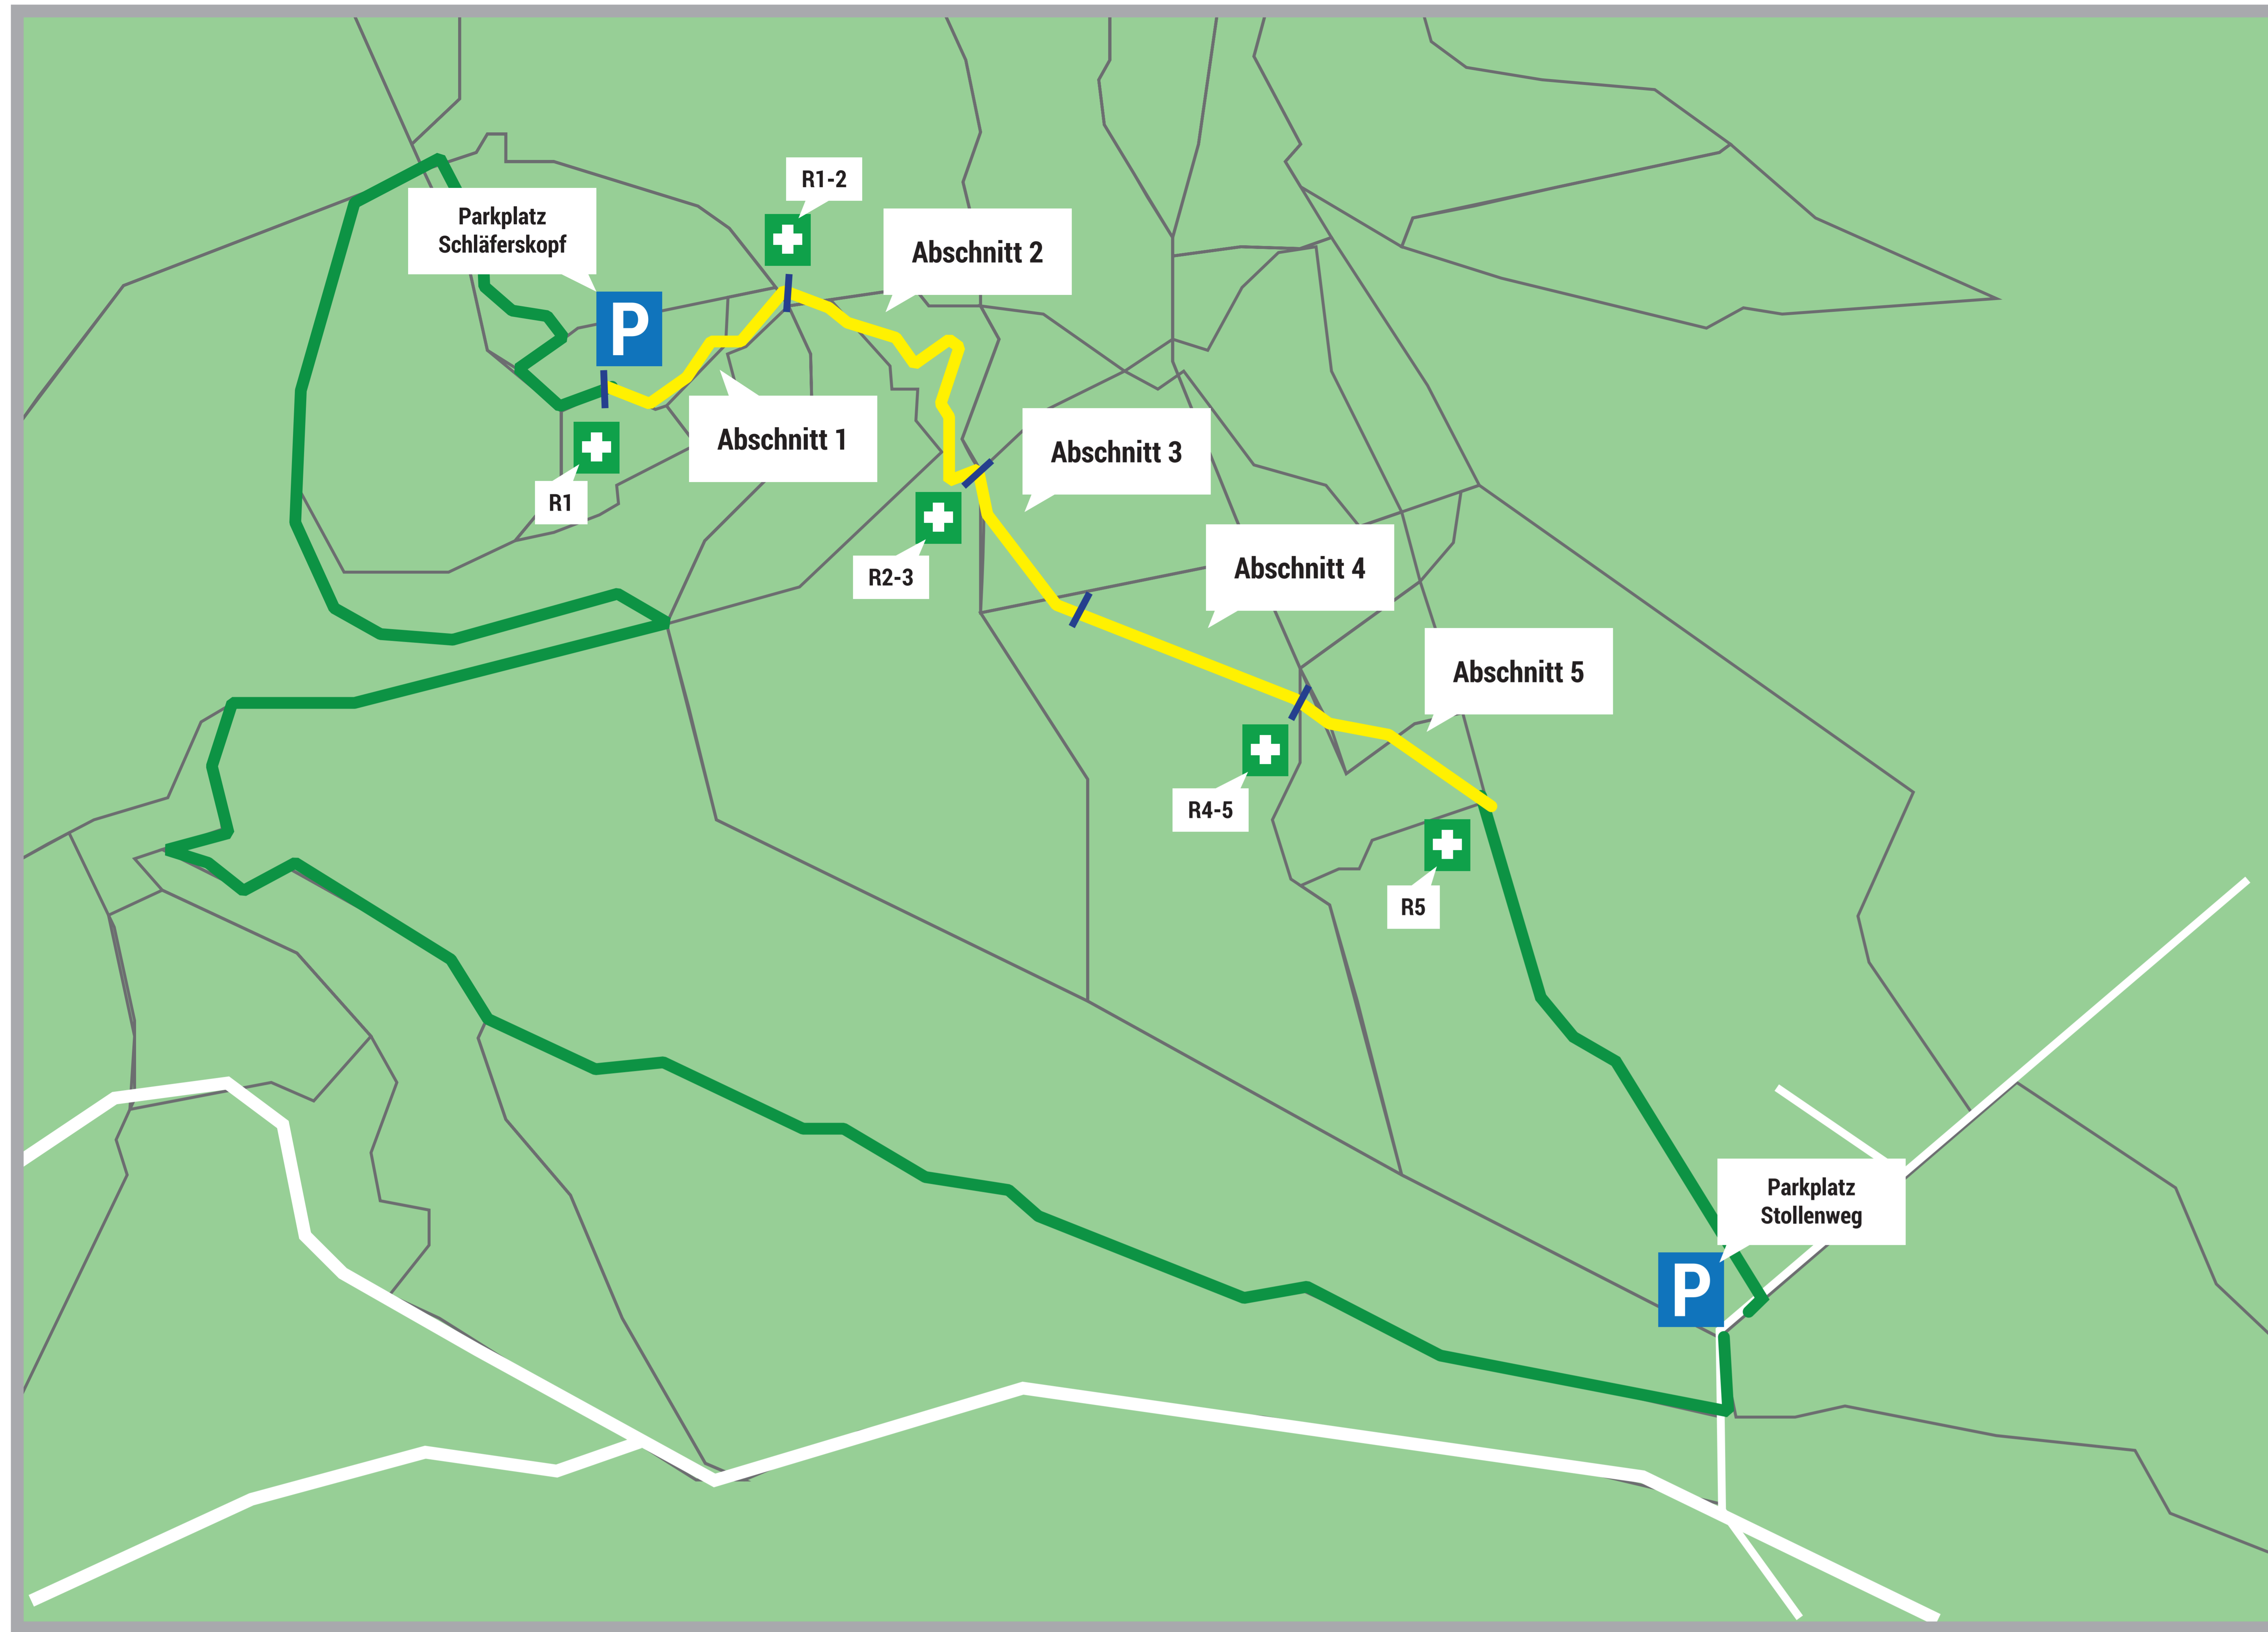 R1-2
Parkplatz
Schläferskopf
Abschnitt 2
P
Abschnitt 1
Abschnitt 3
R1
R2-3
Abschnitt 4
Abschnitt 5
R4-5
R5
Parkplatz
Stollenweg
P